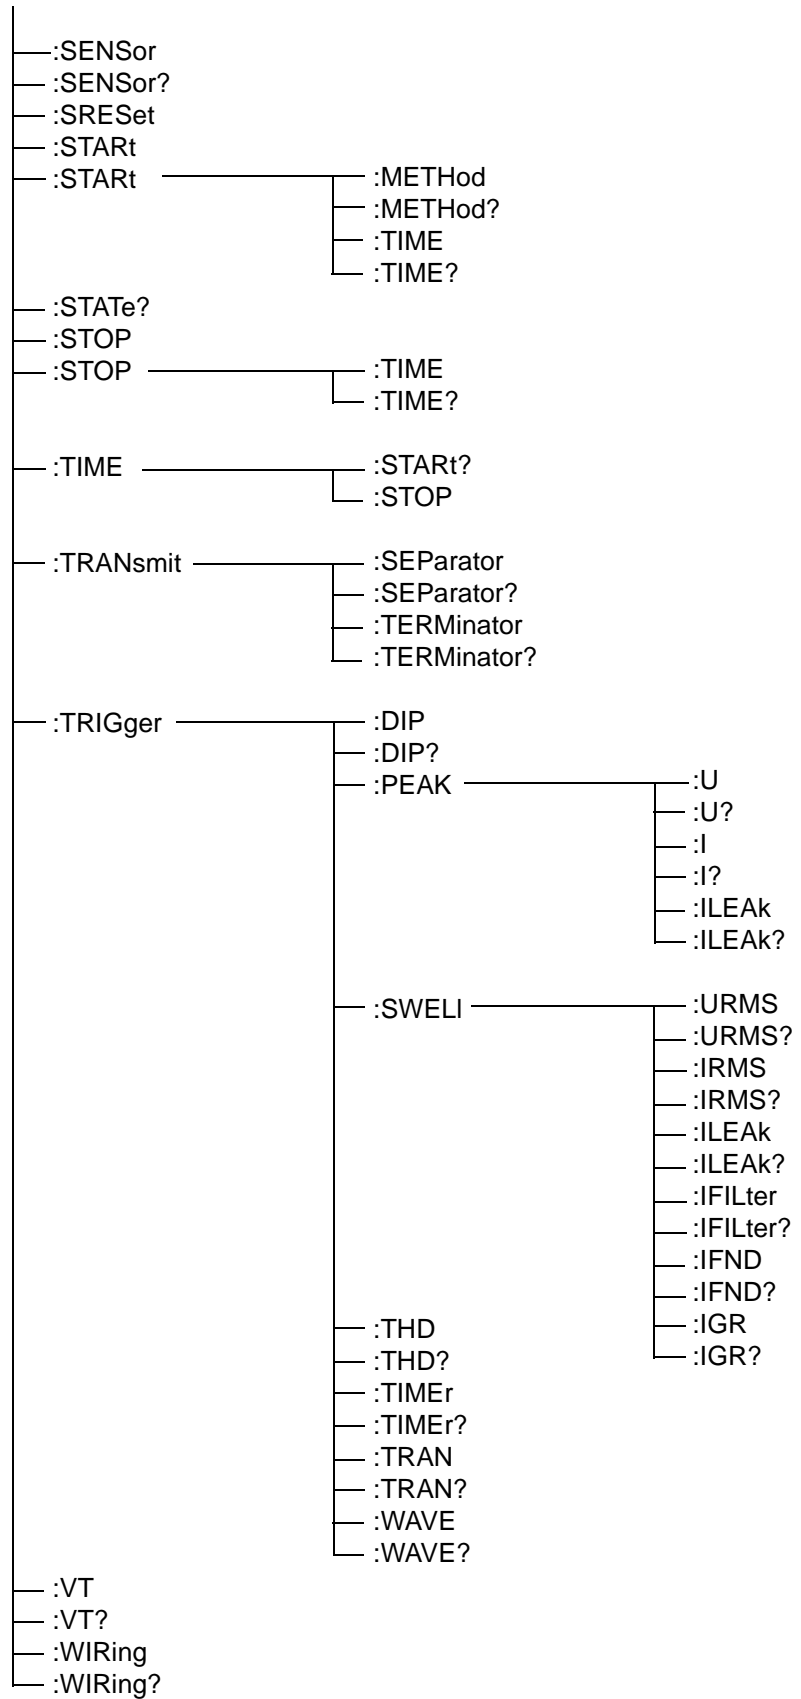 :SENSor
:SENSor?
:SRESet
:STARt
:STARt :METHod
:METHod?
:TIME
:TIME?
:STATe?
:STOP
:STOP :TIME
:TIME?
:TIME :STARt?
:STOP
:TRANsmit :SEParator
:SEParator?
:TERMinator
:TERMinator?
:TRIGger :DIP
:DIP?
:PEAK :U
:U?
:I
:I?
:ILEAk
:ILEAk?
:SWELl :URMS
:URMS?
:IRMS
:IRMS?
:ILEAk
:ILEAk?
:IFILter
:IFILter?
:IFND
:IFND?
:IGR
:IGR?
:THD
:THD?
:TIMEr
:TIMEr?
:TRAN
:TRAN?
:WAVE
:WAVE?
:VT
:VT?
:WIRing
:WIRing?